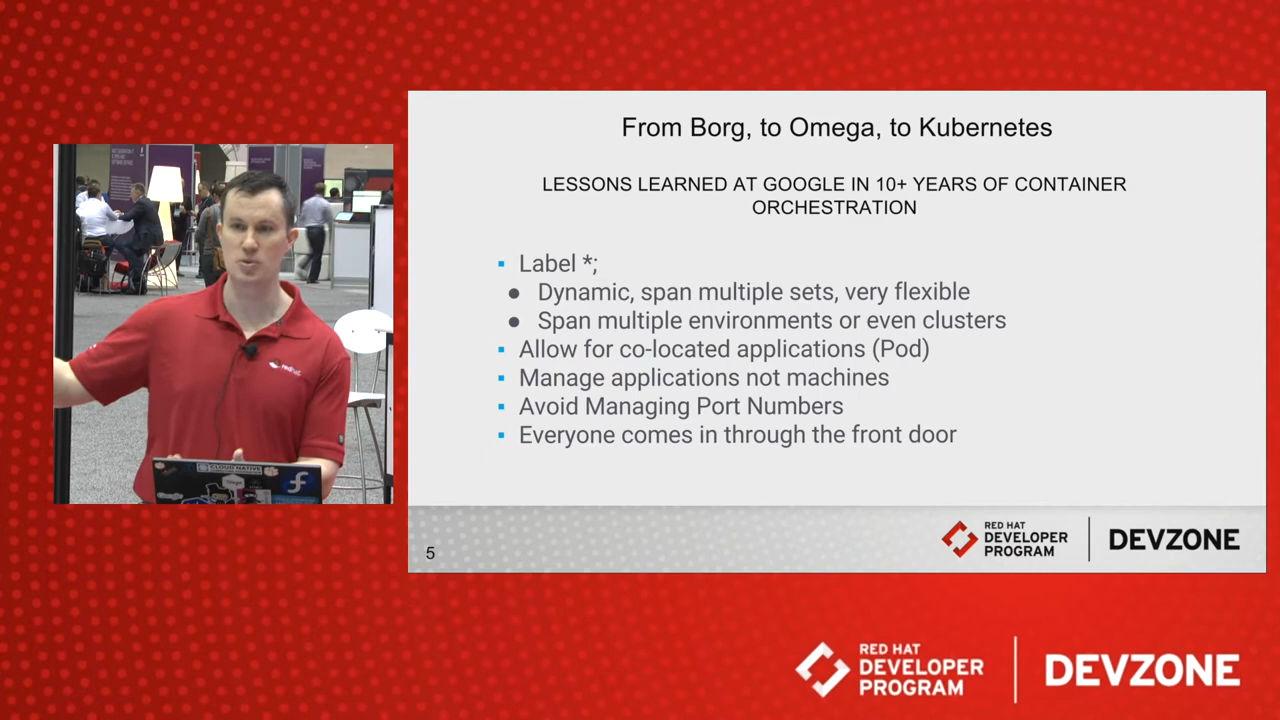 From Borg, to Omega, to Kubernetes
LESSONS LEARNED AT GOOGLE IN 10+ YEARS OF CONTAINER
ORCHESTRATION
▪ Label *;
● Dynamic, span multiple sets, very flexible
● Span multiple environments or even clusters
▪ Allow for co-located applications (Pod)
▪ Manage applications not machines
▪ Avoid Managing Port Numbers
▪ Everyone comes in through the front door
5
RED HAT
DEVELOPER
PROGRAM
DEVZONE
redhat
CLOUD NATIVE
RED HAT
DEVELOPER
PROGRAM
DEVZONE